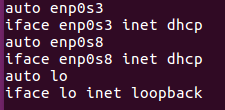 auto enp0s3
iface enp0s3 inet dhcp
auto enp0s8
iface enp0s8 inet dhcp
auto lo
iface lo inet loopback